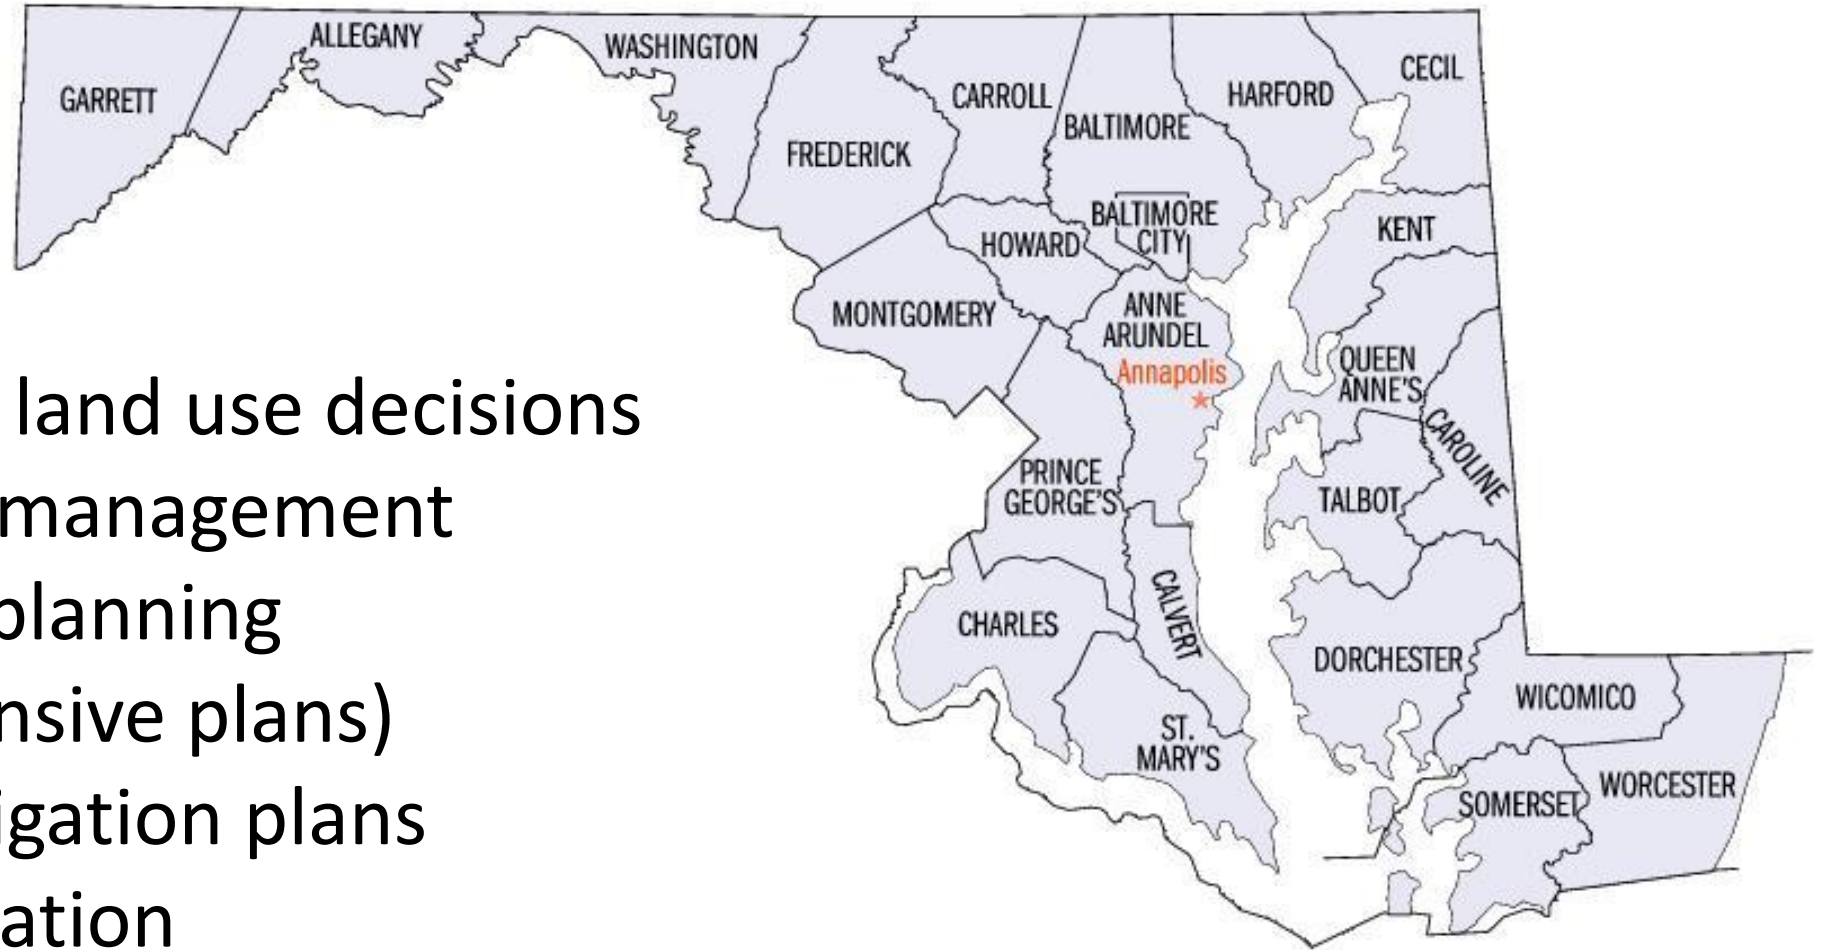 GARRETT
ALLEGANY
WASHINGTON
FREDERICK
CARROLL
BALTIMORE
HARFORD
CECIL
BALTIMORE
CITY
HOWARD
KENT
MONTGOMERY
ANNE
ARUNDEL
Annapolis
QUEEN
ANNE'S
CAROLINE
PRINCE
GEORGE'S
TALBOT
CHARLES
CALVERT
DORCHESTER
WICOMICO
ST.
MARY'S
SOMERSET
WORCESTER
land use decisions
management
planning
nsive plans)
igation plans
ation